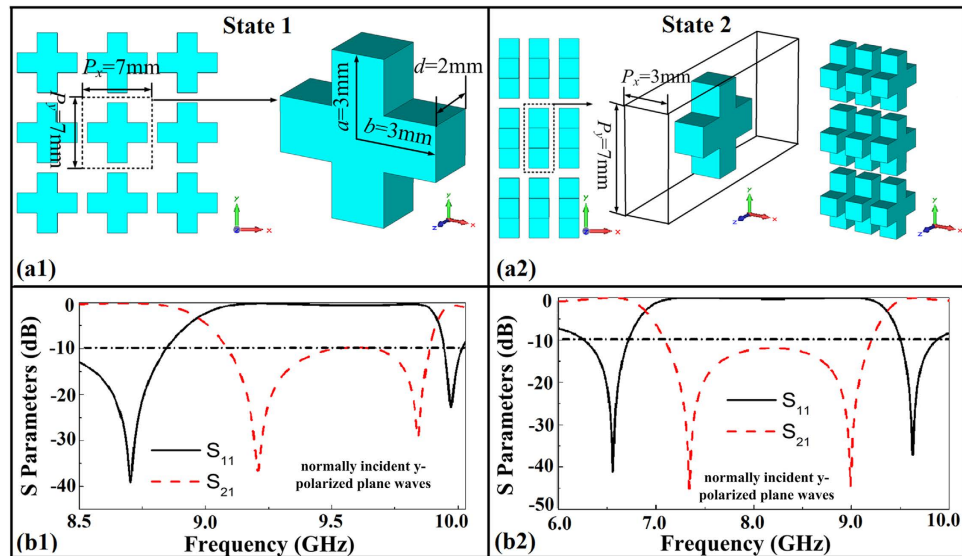 State 1
Pₓ=7mm
Pᵧ=7mm
a=3mm
b=3mm
d=2mm
y
x
z
y
x
z
(a1)
State 2
Pₓ=3mm
Pᵧ=7mm
y
x
z
y
x
z
y
x
z
(a2)
S Parameters (dB)
0
-10
-20
-30
-40
S₁₁
S₂₁
normally incident y-
polarized plane waves
8.5
9.0
9.5
10.0
Frequency (GHz)
(b1)
S Parameters (dB)
0
-10
-20
-30
-40
-50
S₁₁
S₂₁
normally incident y-
polarized plane waves
6.0
7.0
8.0
9.0
10.0
Frequency (GHz)
(b2)